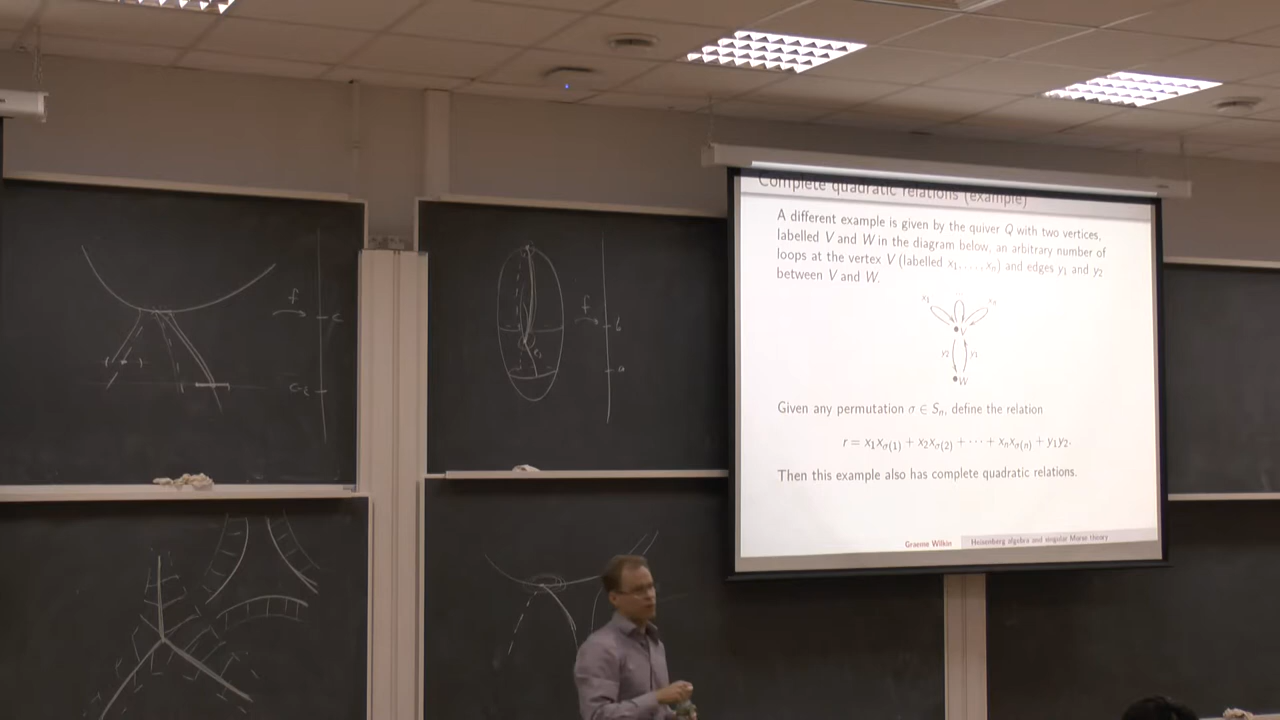 f
c
c-ε
f
b
a
Complete quadratic relations (example)
A different example is given by the quiver Q with two vertices,
labelled V and W in the diagram below, an arbitrary number of
loops at the vertex V (labelled x₁, . . . , xₙ) and edges y₁ and y₂
between V and W.
x₁ ... xₙ
V
y₂ y₁
W
Given any permutation σ ∈ Sₙ, define the relation
r = x₁x_σ(1) + x₂x_σ(2) + ··· + xₙx_σ(n) + y₁y₂.
Then this example also has complete quadratic relations.
Graeme Wilkin Heisenberg algebra and singular Morse theory